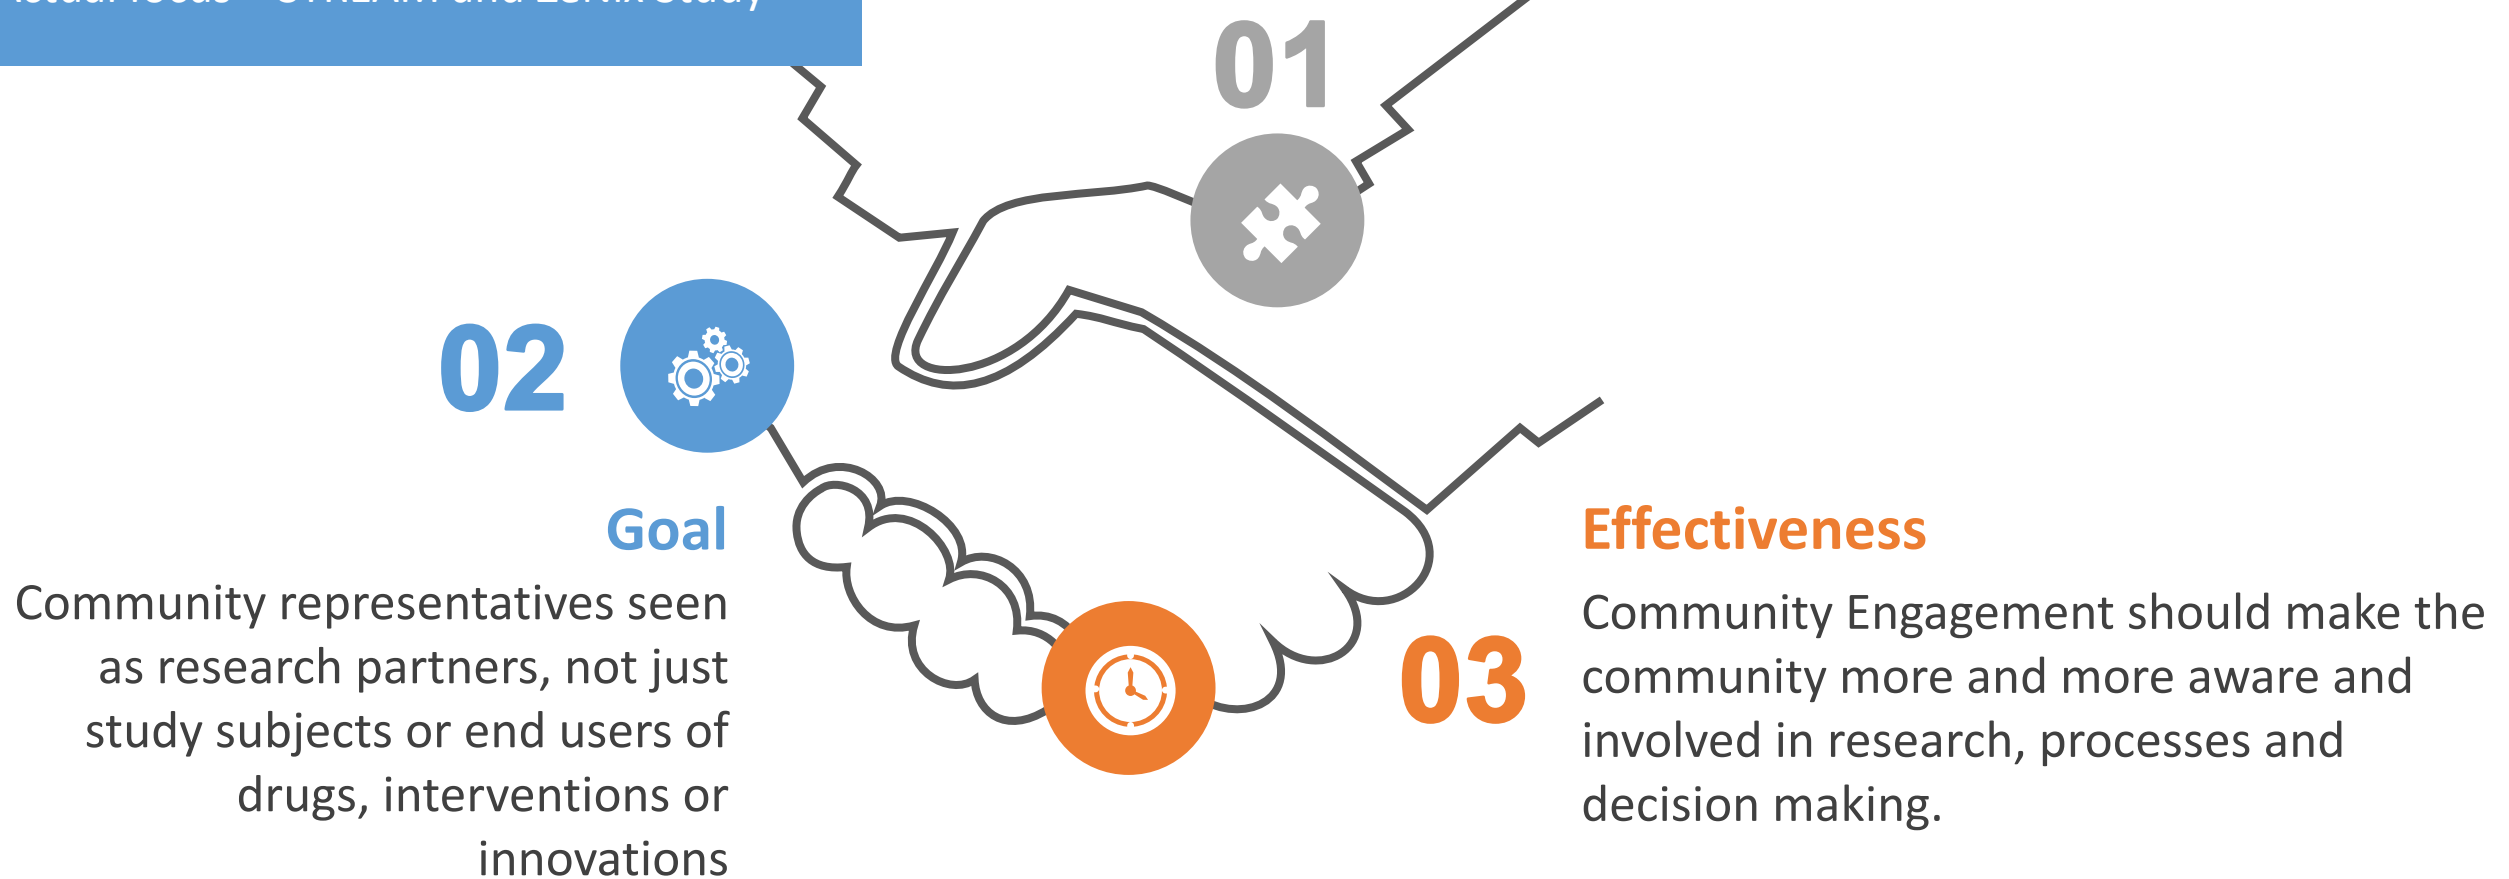 01
02
Goal
Community representatives seen
as research partners, not just
study subjects or end users of
drugs, interventions or
innovations
03
Effectiveness
Community Engagement should make the
community more and more aware and
involved in research, processes and
decision making.